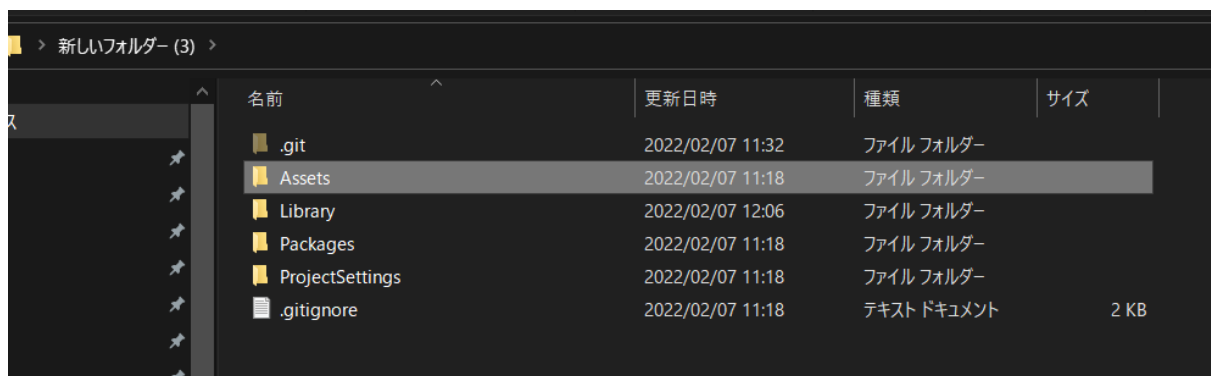 新しいフォルダー (3)
名前 更新日時 種類 サイズ
ス
.git 2022/02/07 11:32 ファイル フォルダー
Assets 2022/02/07 11:18 ファイル フォルダー
Library 2022/02/07 12:06 ファイル フォルダー
Packages 2022/02/07 11:18 ファイル フォルダー
ProjectSettings 2022/02/07 11:18 ファイル フォルダー
.gitignore 2022/02/07 11:18 テキスト ドキュメント 2 KB